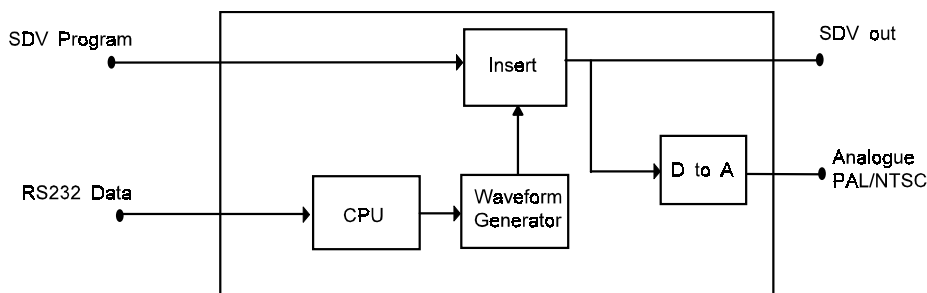 SDV Program
SDV out
Insert
D to A
Analogue
PAL/NTSC
RS232 Data
CPU
Waveform
Generator